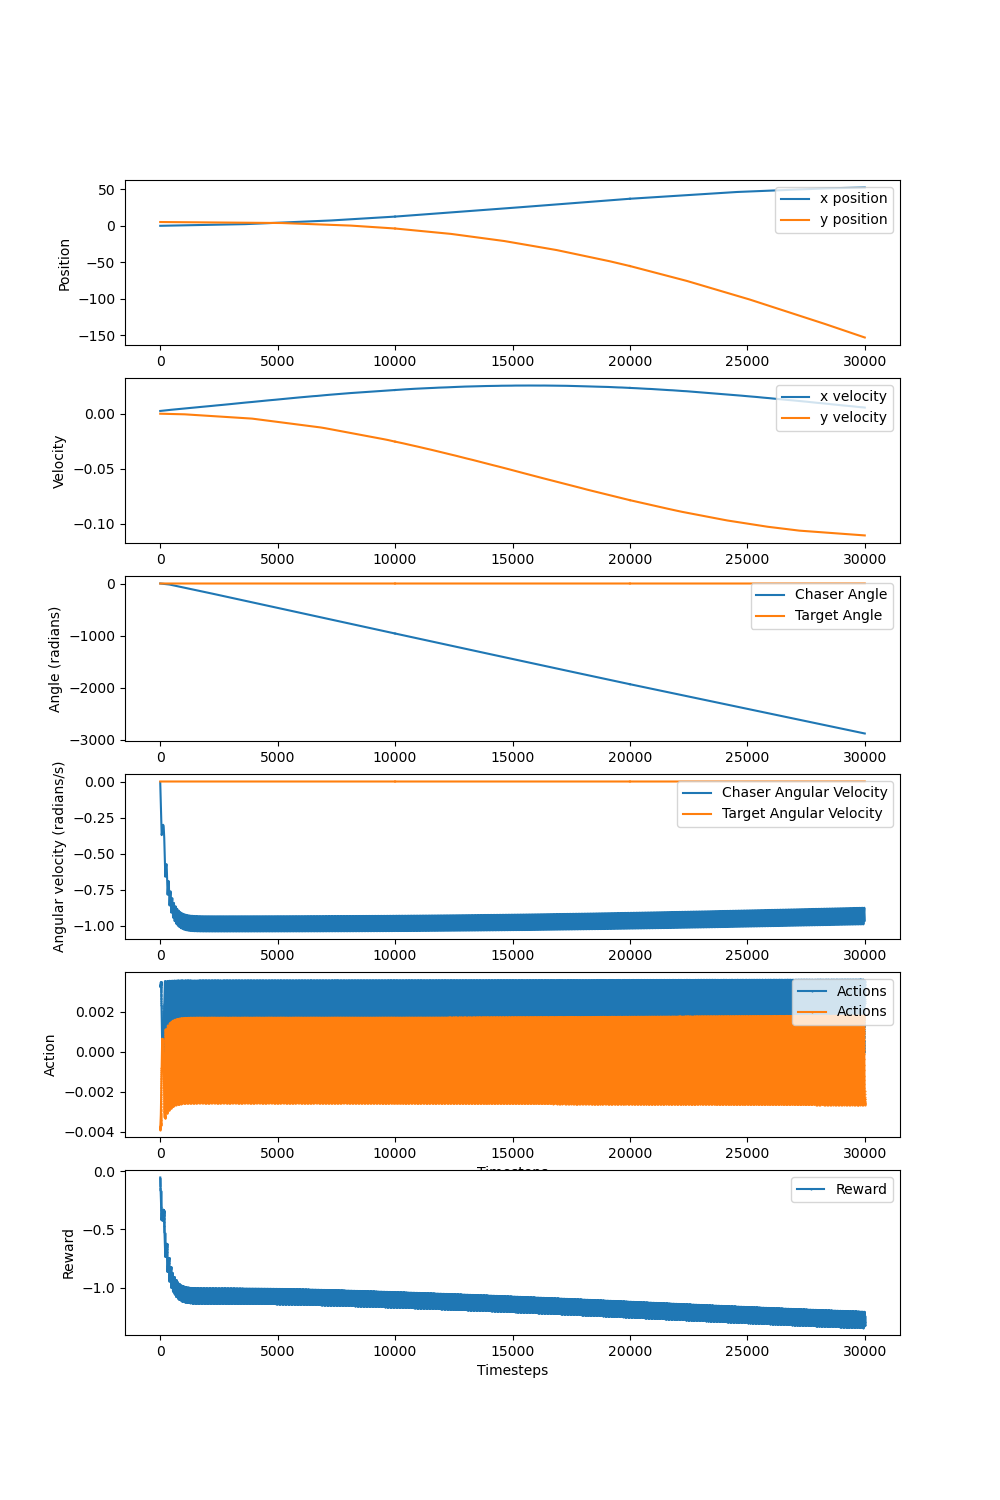 50
0
−50
−100
−150
Position
x position
y position
0 5000 10000 15000 20000 25000 30000
0.00
−0.05
−0.10
Velocity
x velocity
y velocity
0 5000 10000 15000 20000 25000 30000
0
−1000
−2000
−3000
Angle (radians)
Chaser Angle
Target Angle
0 5000 10000 15000 20000 25000 30000
0.00
−0.25
−0.50
−0.75
−1.00
Angular velocity (radians/s)
Chaser Angular Velocity
Target Angular Velocity
0 5000 10000 15000 20000 25000 30000
0.002
0.000
−0.002
−0.004
Action
Actions
Actions
0 5000 10000 15000 20000 25000 30000
Timesteps
0.0
−0.5
−1.0
Reward
Reward
0 5000 10000 15000 20000 25000 30000
Timesteps